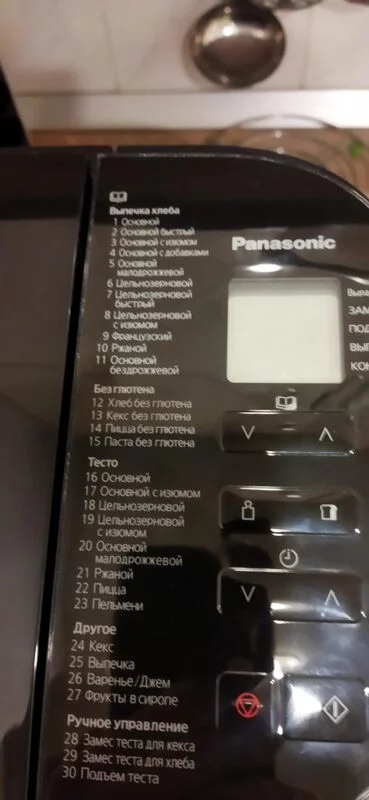 Выпечка хлеба
1 Основной
2 Основной быстрый
3 Основной с изюмом
4 Основной с добавками
5 Основной
малодрожжевой
6 Цельнозерновой
7 Цельнозерновой
быстрый
8 Цельнозерновой
с изюмом
9 Французский
10 Ржаной
11 Основной
бездрожжевой
Без глютена
12 Хлеб без глютена
13 Кекс без глютена
14 Пицца без глютена
15 Паста без глютена
Тесто
16 Основной
17 Основной с изюмом
18 Цельнозерновой
19 Цельнозерновой
с изюмом
20 Основной
малодрожжевой
21 Ржаной
22 Пицца
23 Пельмени
Другое
24 Кекс
25 Выпечка
26 Варенье/Джем
27 Фрукты в сиропе
Ручное управление
28 Замес теста для кекса
29 Замес теста для хлеба
30 Подъем теста
Panasonic